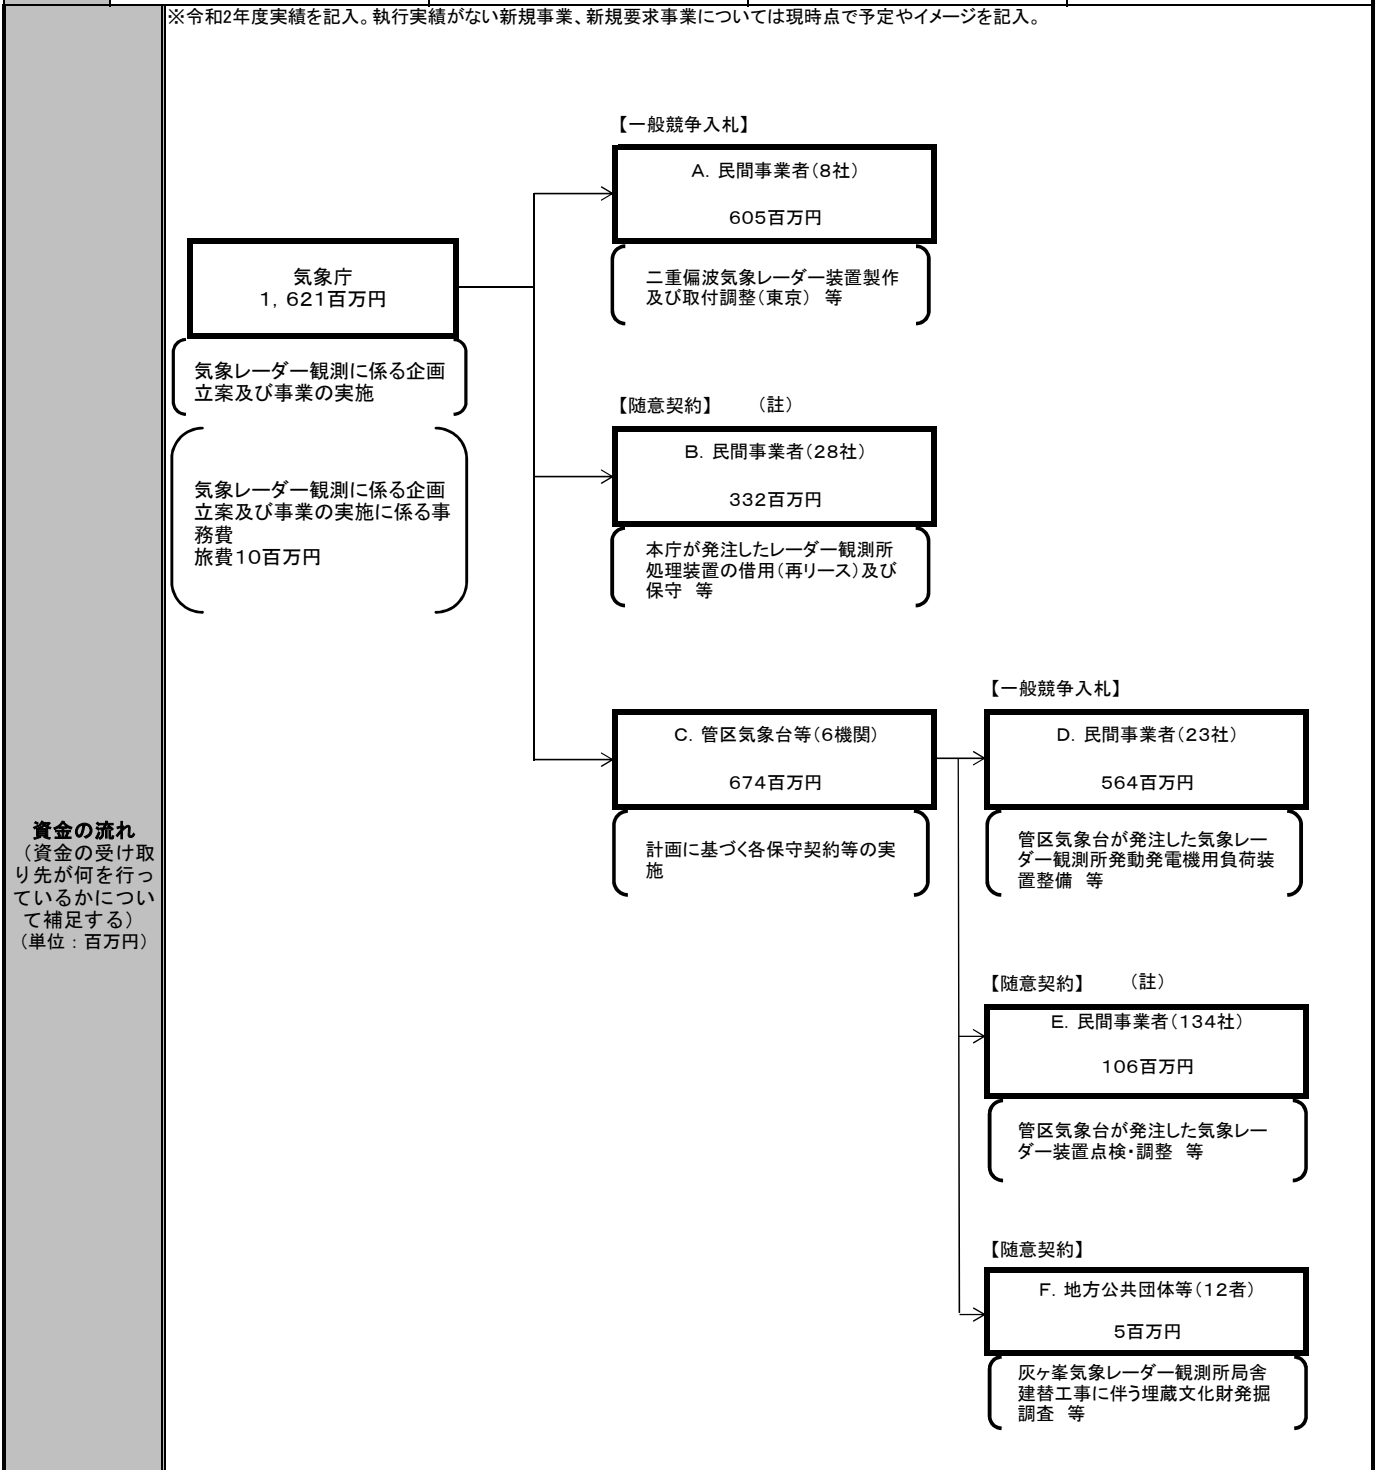 ※令和2年度実績を記入。執行実績がない新規事業、新規要求事業については現時点で予定やイメージを記入。
資金の流れ
（資金の受け取
り先が何を行っ
ているかについ
て補足する）
（単位：百万円）
気象庁
1，621百万円
気象レーダー観測に係る企画
立案及び事業の実施
気象レーダー観測に係る企画
立案及び事業の実施に係る事
務費
旅費10百万円
【一般競争入札】
A．民間事業者（8社）
605百万円
二重偏波気象レーダー装置製作
及び取付調整（東京）　等
【随意契約】　（註）
B．民間事業者（28社）
332百万円
本庁が発注したレーダー観測所
処理装置の借用（再リース）及び
保守　等
C．管区気象台等（6機関）
674百万円
計画に基づく各保守契約等の実
施
【一般競争入札】
D．民間事業者（23社）
564百万円
管区気象台が発注した気象レー
ダー観測所発動発電機用負荷装
置整備　等
【随意契約】　（註）
E．民間事業者（134社）
106百万円
管区気象台が発注した気象レー
ダー装置点検・調整　等
【随意契約】
F．地方公共団体等（12者）
5百万円
灰ヶ峯気象レーダー観測所局舎
建替工事に伴う埋蔵文化財発掘
調査　等